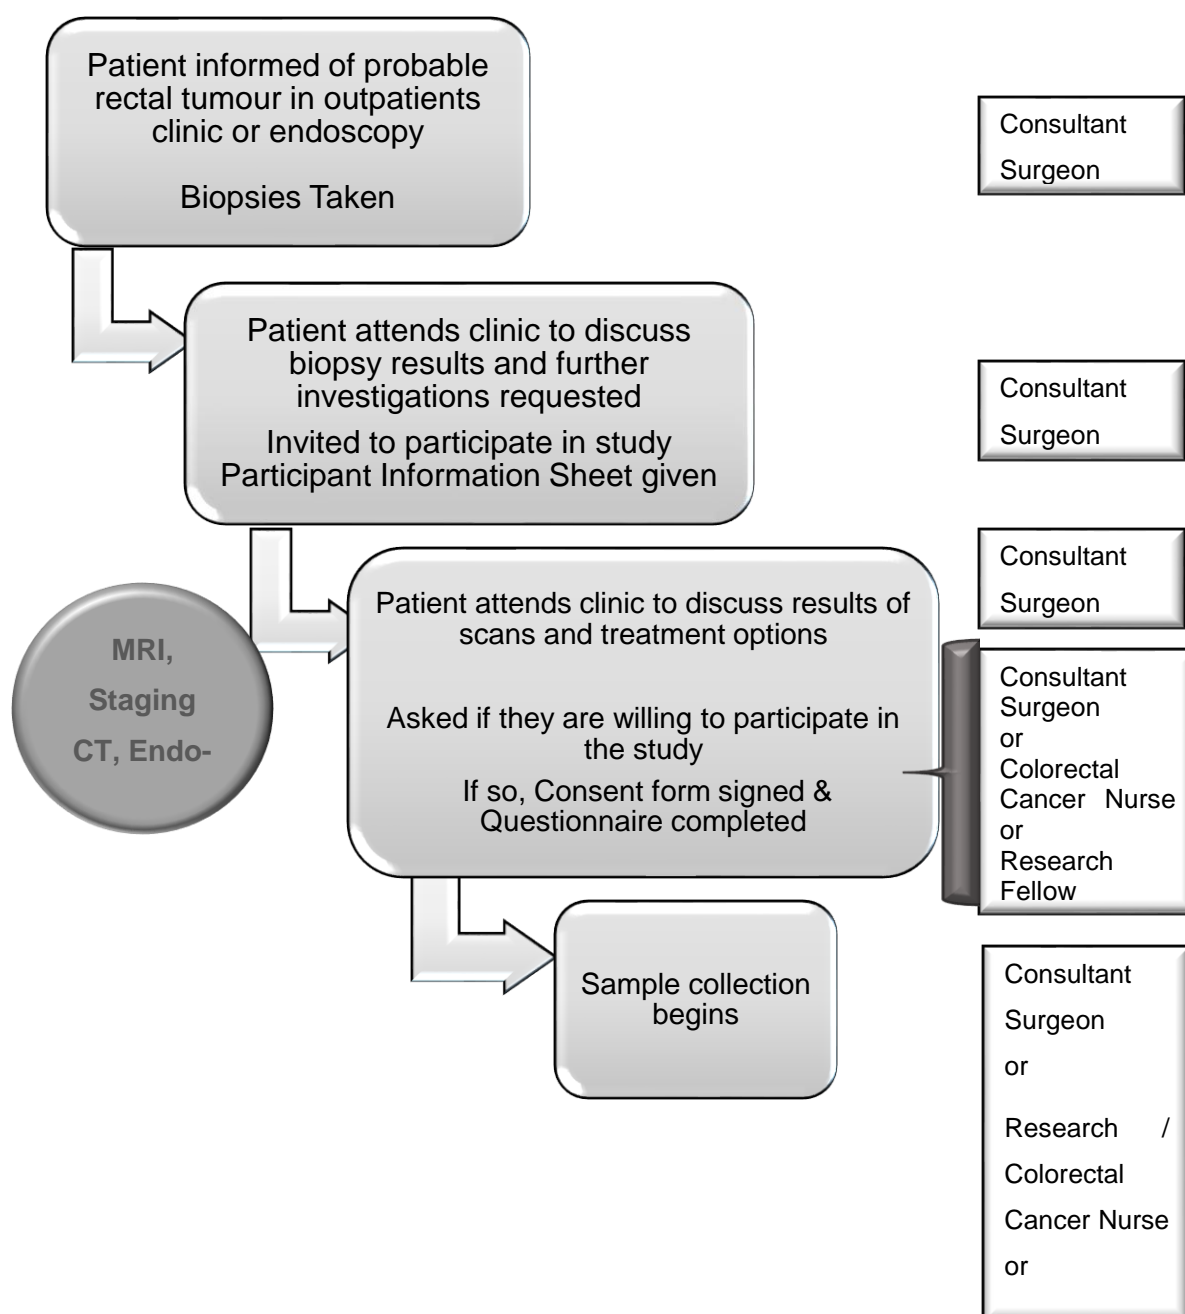 Patient informed of probable
rectal tumour in outpatients
clinic or endoscopy
Biopsies Taken
Consultant
Surgeon
Patient attends clinic to discuss
biopsy results and further
investigations requested
Invited to participate in study
Participant Information Sheet given
Consultant
Surgeon
MRI,
Staging
CT, Endo-
Patient attends clinic to discuss results of
scans and treatment options
Asked if they are willing to participate in
the study
If so, Consent form signed &
Questionnaire completed
Consultant
Surgeon
Consultant
Surgeon
or
Colorectal
Cancer Nurse
or
Research
Fellow
Sample collection
begins
Consultant
Surgeon
or
Research /
Colorectal
Cancer Nurse
or